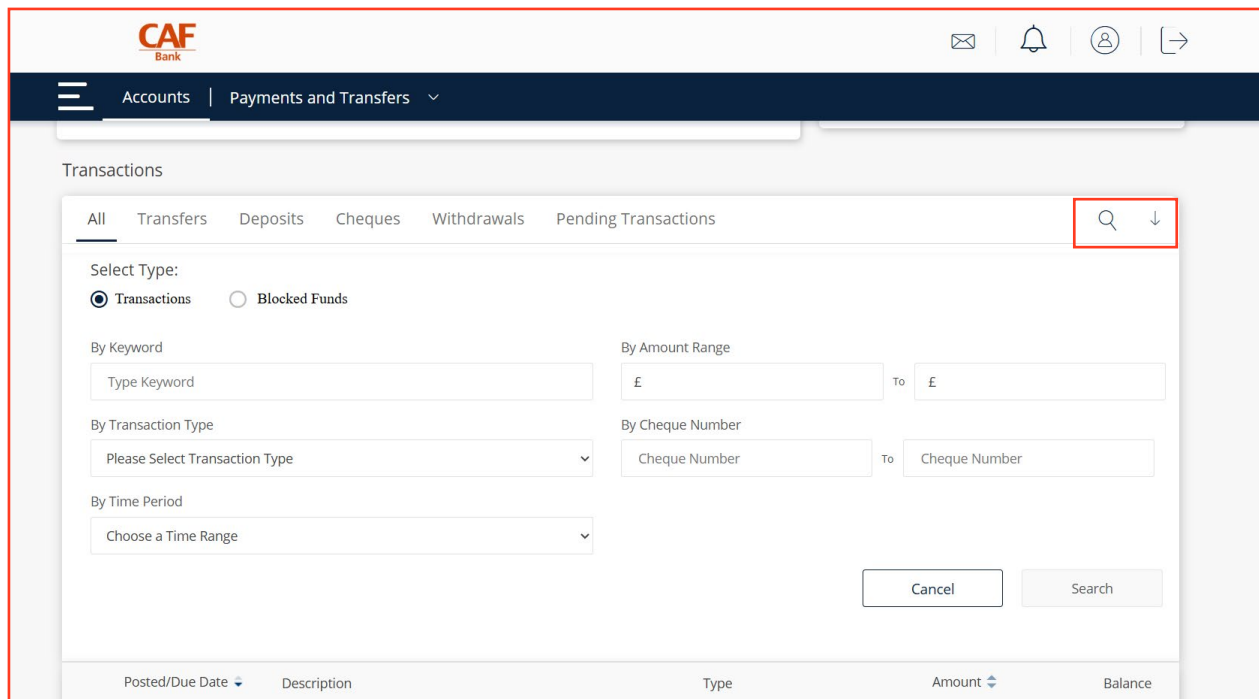 CAF
Bank
Accounts | Payments and Transfers
Transactions
All Transfers Deposits Cheques Withdrawals Pending Transactions
Select Type:
Transactions Blocked Funds
By Keyword By Amount Range
Type Keyword £ To £
By Transaction Type By Cheque Number
Please Select Transaction Type Cheque Number To Cheque Number
By Time Period
Choose a Time Range
Cancel Search
Posted/Due Date Description Type Amount Balance